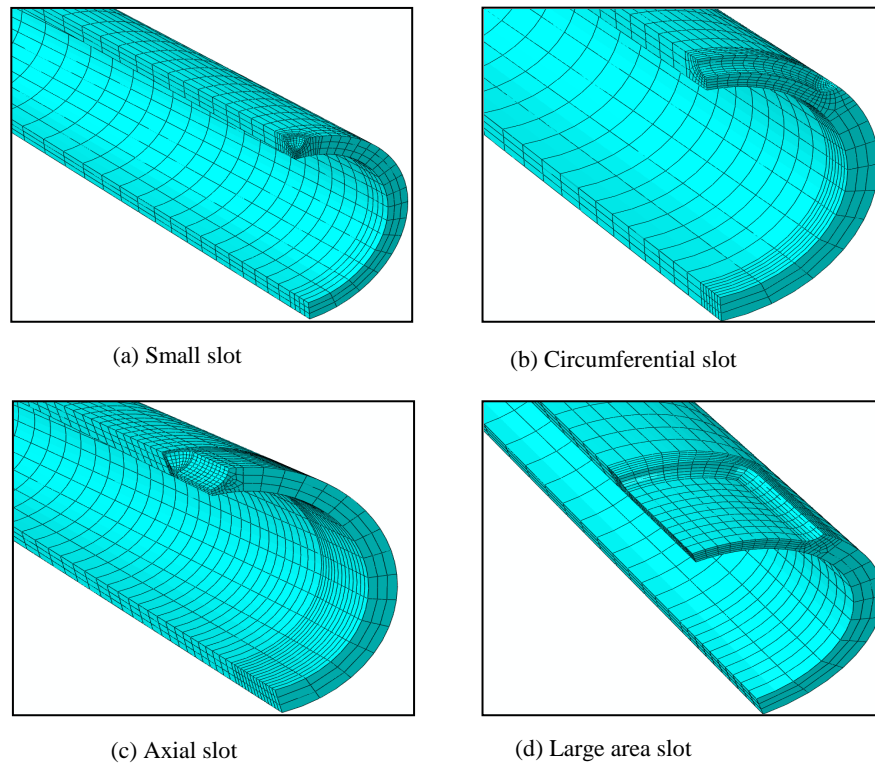 (a) Small slot
(b) Circumferential slot
(c) Axial slot
(d) Large area slot